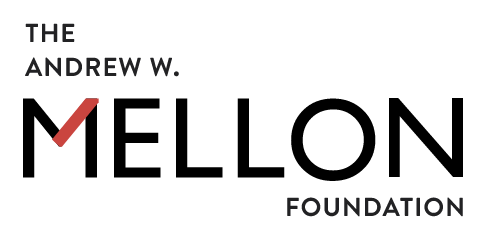 THE
ANDREW W.
MELLON
FOUNDATION